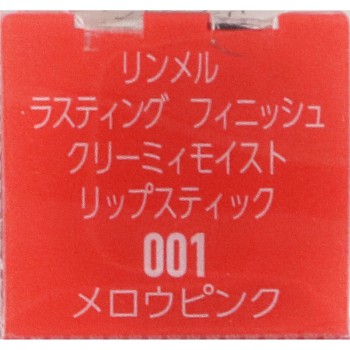 リンメル
ラスティング フィニッシュ
クリーミィモイスト
リップスティック
001
メロウピンク